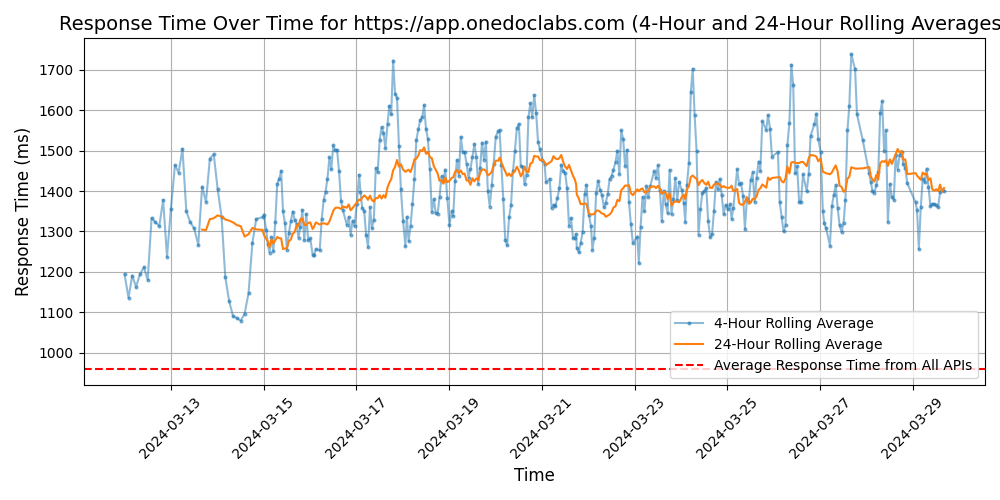 Response Time Over Time for https://app.onedoclabs.com (4-Hour and 24-Hour Rolling Averages
Response Time (ms)
1700
1600
1500
1400
1300
1200
1100
1000
4-Hour Rolling Average
24-Hour Rolling Average
Average Response Time from All APIs
2024-03-13
2024-03-15
2024-03-17
2024-03-19
2024-03-21
2024-03-23
2024-03-25
2024-03-27
2024-03-29
Time